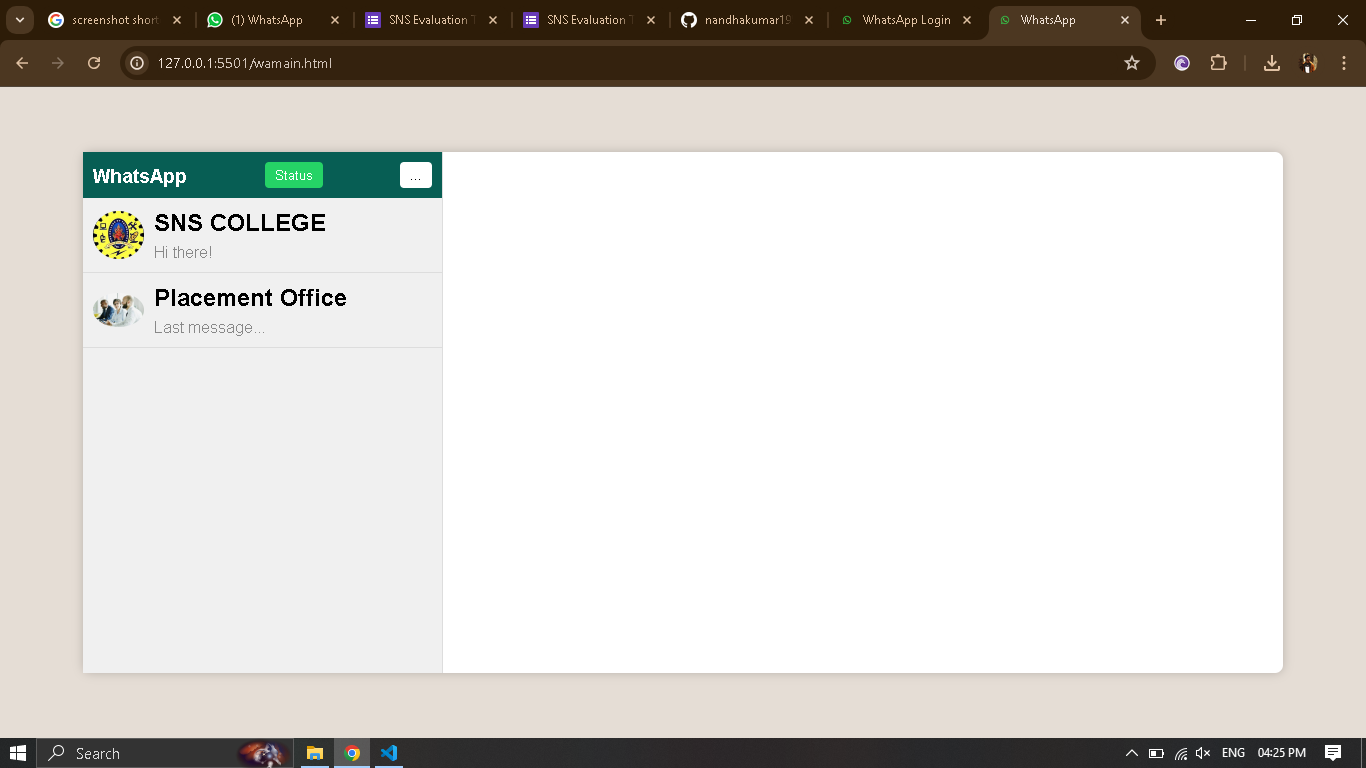 screenshot short
(1) WhatsApp
SNS Evaluation T
SNS Evaluation T
nandhakumar19
WhatsApp Login
WhatsApp
127.0.0.1:5501/wamain.html
WhatsApp
Status
...
SNS COLLEGE
Hi there!
Placement Office
Last message...
Search
ENG
04:25 PM